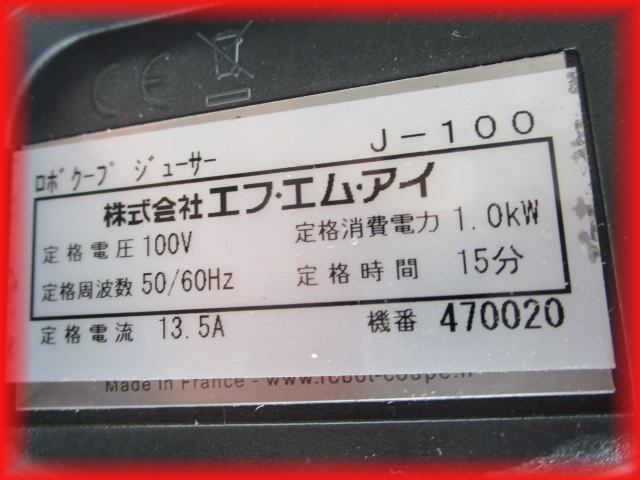 ロボクープ ジューサー J-100
株式会社エフ・エム・アイ
定格電圧 100V 定格消費電力 1.0kW
定格周波数 50/60Hz 定格時間 15分
定格電流 13.5A 機番 470020
Made in France - www.robot-coupe.fr
CE